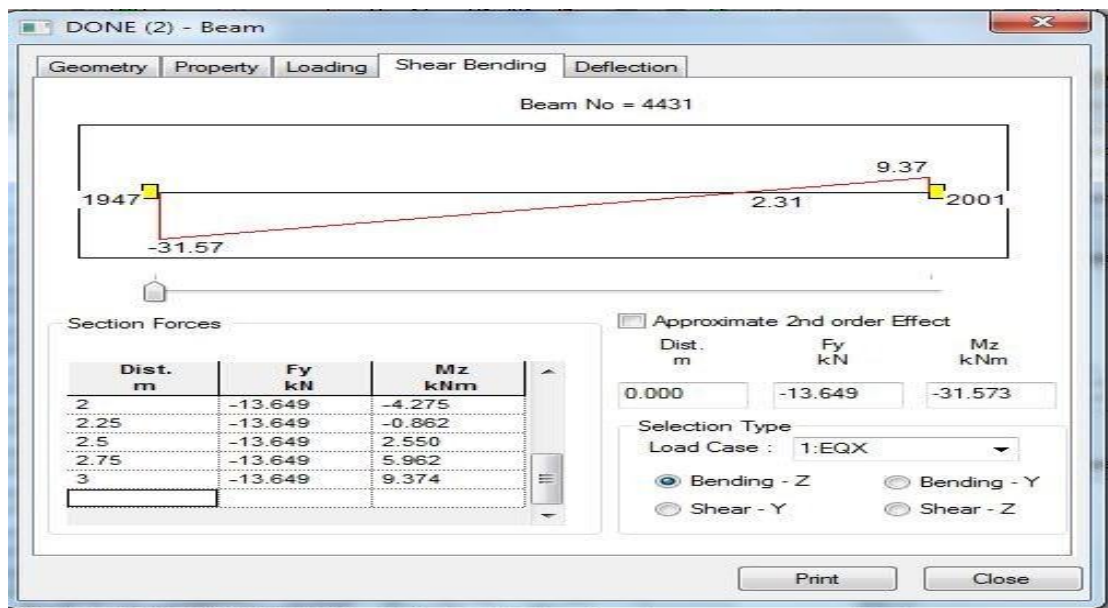 DONE (2) - Beam
Geometry Property Loading Shear Bending Deflection
Beam No = 4431
9.37
1947
2.31
2001
-31.57
Section Forces
Approximate 2nd order Effect
Dist. Fy Mz
m kN kNm
0.000 -13.649 -31.573
Dist. Fy Mz
m kN kNm
2 -13.649 -4.275
2.25 -13.649 -0.862
2.5 -13.649 2.550
2.75 -13.649 5.962
3 -13.649 9.374
Selection Type
Load Case : 1:EQX
Bending - Z Bending - Y
Shear - Y Shear - Z
Print Close